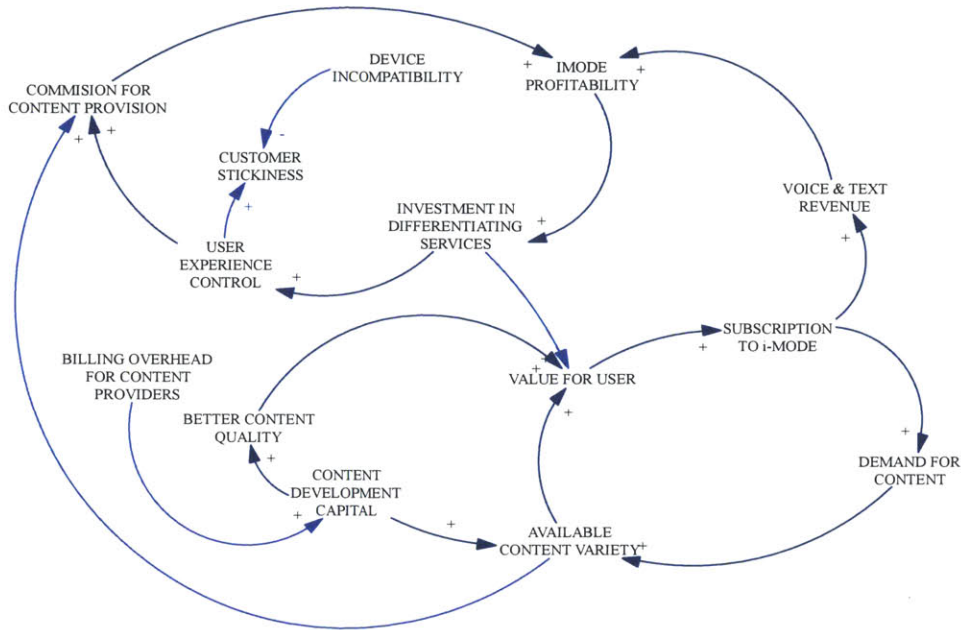 DEVICE
INCOMPATIBILITY
+
IMODE
+
PROFITABILITY
COMMISION FOR
CONTENT PROVISION
+
+
-
CUSTOMER
STICKINESS
+
VOICE & TEXT
REVENUE
+
INVESTMENT IN
DIFFERENTIATING
SERVICES
+
USER
EXPERIENCE
CONTROL
+
SUBSCRIPTION
TO i-MODE
+
BILLING OVERHEAD
FOR CONTENT
PROVIDERS
+
+
VALUE FOR USER
+
BETTER CONTENT
QUALITY
+
+
DEMAND FOR
CONTENT
CONTENT
DEVELOPMENT
CAPITAL
+
+
AVAILABLE
CONTENT VARIETY
+